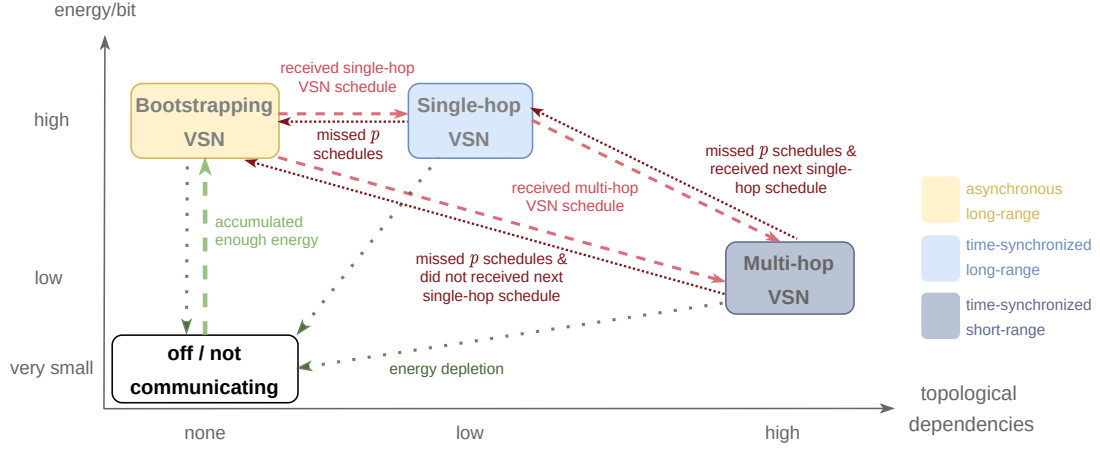 energy/bit
high
low
very small
Bootstrapping
VSN
received single-hop
VSN schedule
missed p
schedules
Single-hop
VSN
missed p schedules &
received next single-
hop schedule
received multi-hop
VSN schedule
accumulated
enough energy
missed p schedules &
did not received next
single-hop schedule
Multi-hop
VSN
off / not
communicating
energy depletion
asynchronous
long-range
time-synchronized
long-range
time-synchronized
short-range
none
low
high
topological
dependencies